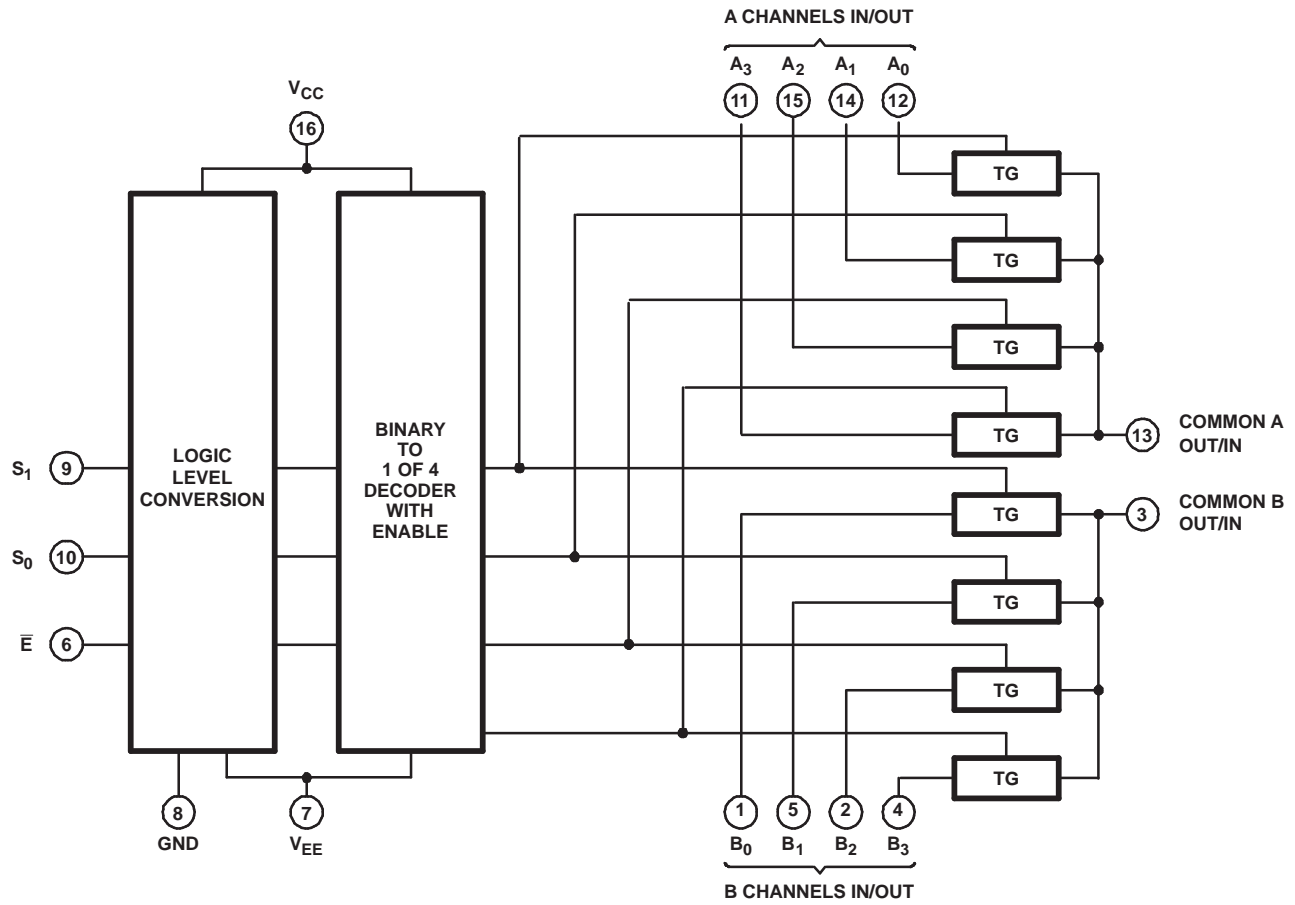 A CHANNELS IN/OUT
A3 A2 A1 A0
11 15 14 12
VCC
16
TG
TG
TG
TG
13 COMMON A
OUT/IN
BINARY
TO
1 OF 4
DECODER
WITH
ENABLE
LOGIC
LEVEL
CONVERSION
S1 9
S0 10
E̅ 6
TG
3 COMMON B
OUT/IN
TG
TG
TG
8
GND
7
VEE
1 5 2 4
B0 B1 B2 B3
B CHANNELS IN/OUT